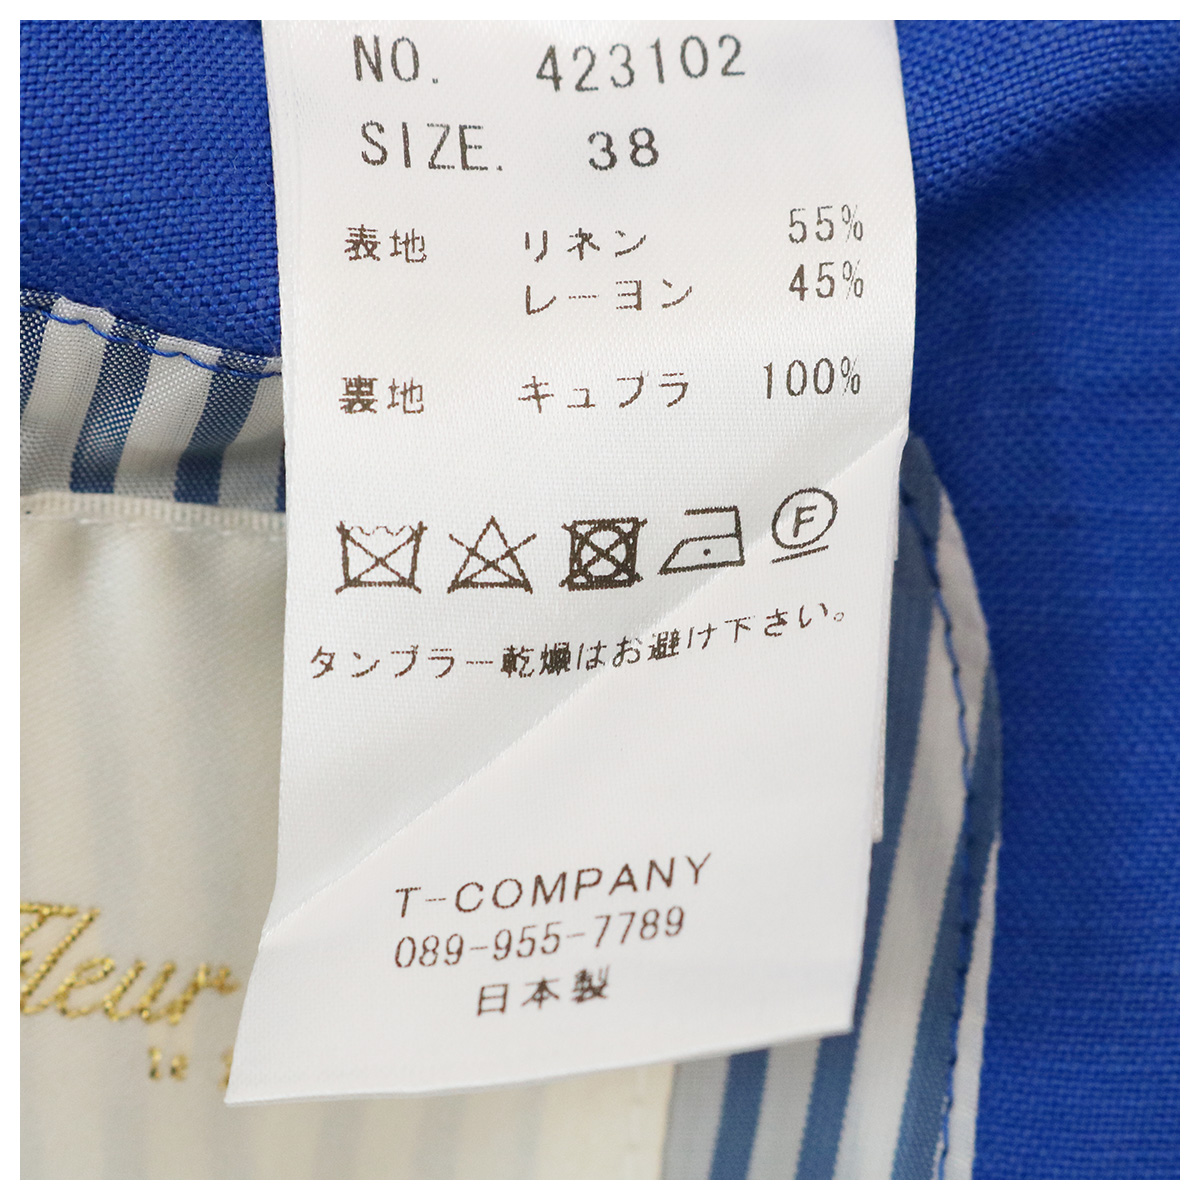 NO. 423102
SIZE. 38
表地 リネン 55%
レーヨン 45%
裏地 キュプラ 100%
F
タンブラー乾燥はお避け下さい。
T-COMPANY
089-955-7789
日本製
Fleur
le